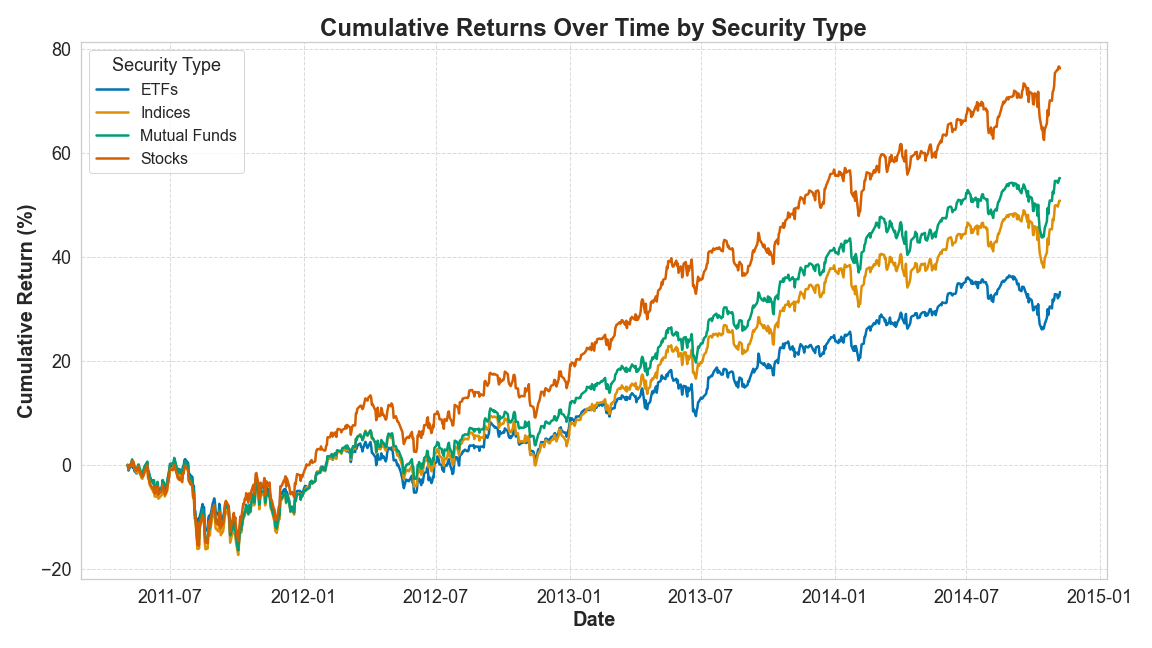 Cumulative Returns Over Time by Security Type
Security Type
ETFs
Indices
Mutual Funds
Stocks
Cumulative Return (%)
80
60
40
20
0
−20
2011-07 2012-01 2012-07 2013-01 2013-07 2014-01 2014-07 2015-01
Date